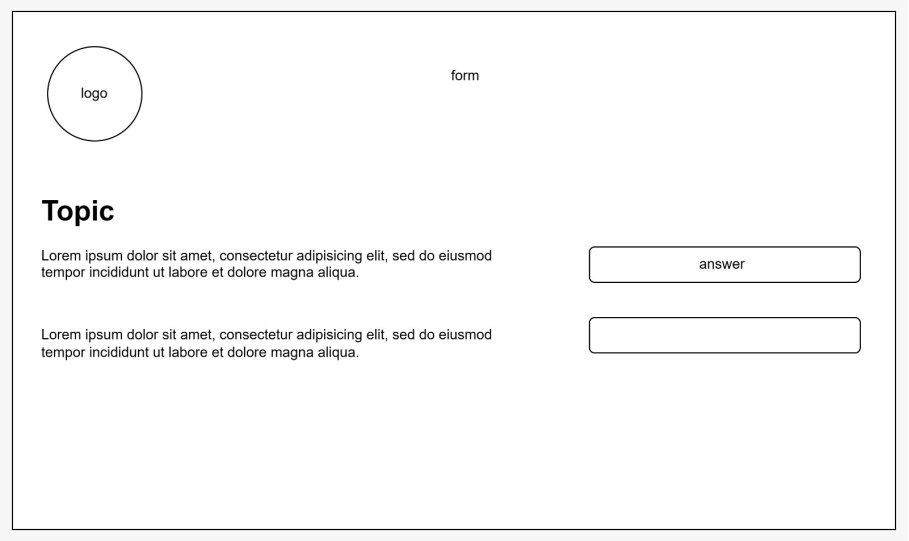 logo
form
Topic
Lorem ipsum dolor sit amet, consectetur adipisicing elit, sed do eiusmod
tempor incididunt ut labore et dolore magna aliqua.
answer
Lorem ipsum dolor sit amet, consectetur adipisicing elit, sed do eiusmod
tempor incididunt ut labore et dolore magna aliqua.